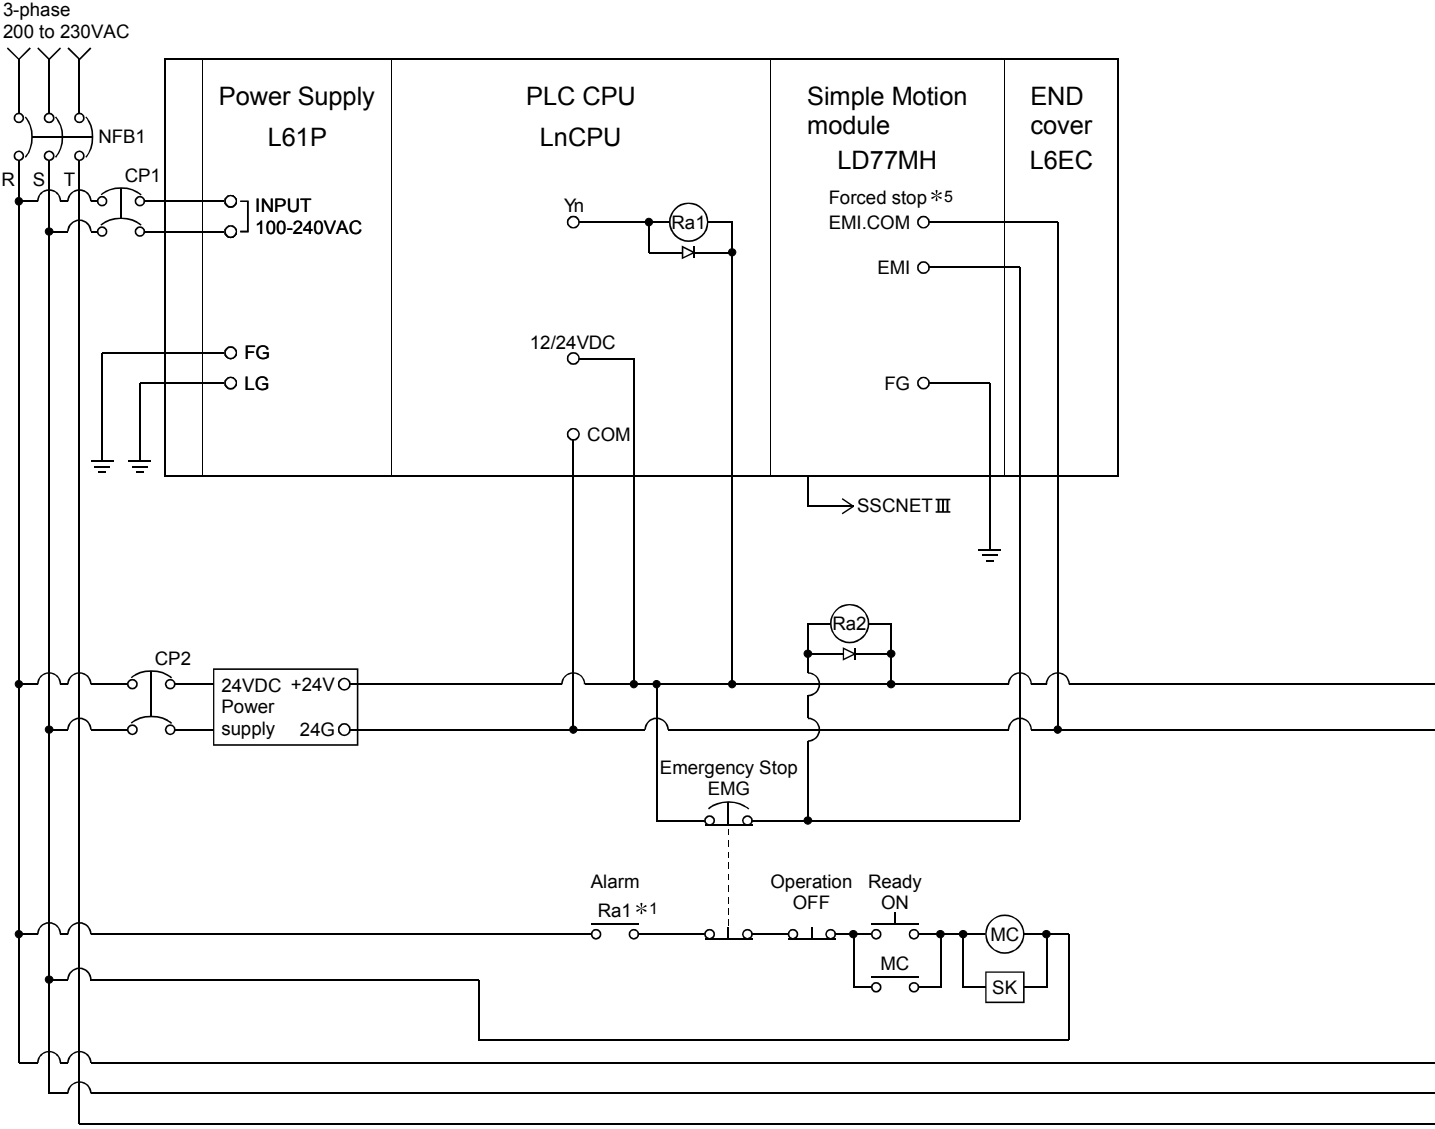 3-phase
200 to 230VAC
NFB1
R S T
CP1
Power Supply
L61P
INPUT
100-240VAC
FG
LG
PLC CPU
LnCPU
Yn
Ra1
12/24VDC
COM
Simple Motion
module
LD77MH
Forced stop＊5
EMI.COM
EMI
FG
END
cover
L6EC
SSCNETⅢ
Ra2
CP2
24VDC +24V
Power
supply 24G
Emergency Stop
EMG
Alarm
Ra1＊1
Operation
OFF
Ready
ON
MC
MC
SK